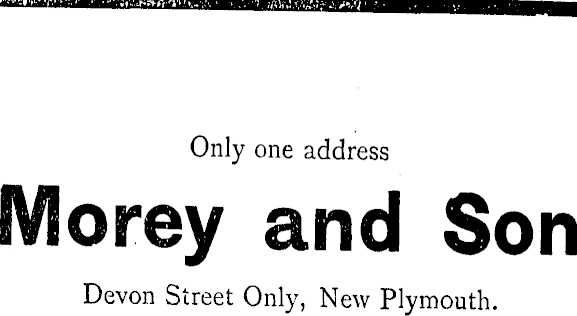 Only one address
Morey and Son
Devon Street Only, New Plymouth.